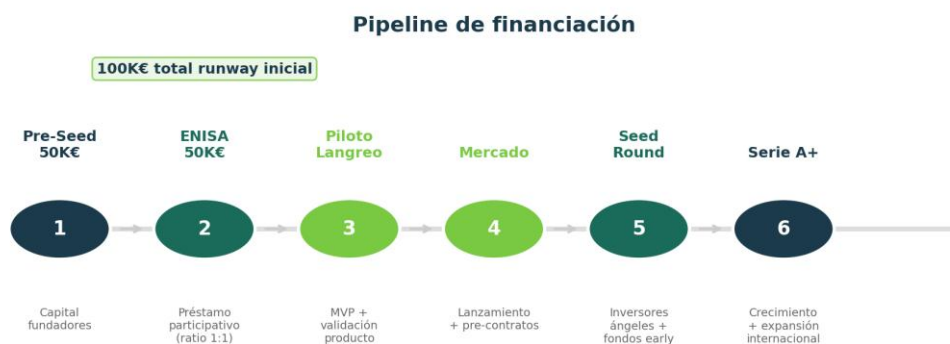 Pipeline de financiación
100K€ total runway inicial
Pre-Seed
50K€
ENISA
50K€
Piloto
Langreo
Mercado
Seed
Round
Serie A+
1
2
3
4
5
6
Capital
fundadores
Préstamo
participativo
(ratio 1:1)
MVP +
validación
producto
Lanzamiento
+ pre-contratos
Inversores
ángeles +
fondos early
Crecimiento
+ expansión
internacional